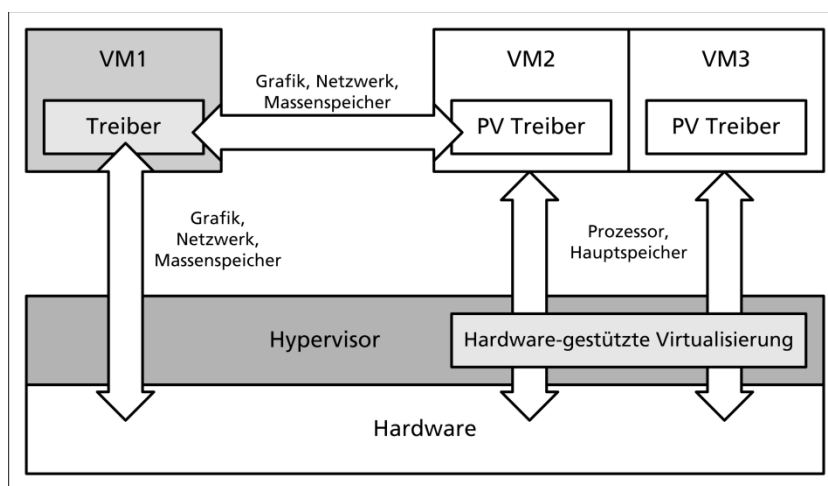 VM1
VM2
VM3
Grafik, Netzwerk,
Massenspeicher
Treiber
PV Treiber
PV Treiber
Grafik,
Netzwerk,
Massenspeicher
Prozessor,
Hauptspeicher
Hypervisor
Hardware-gestützte Virtualisierung
Hardware